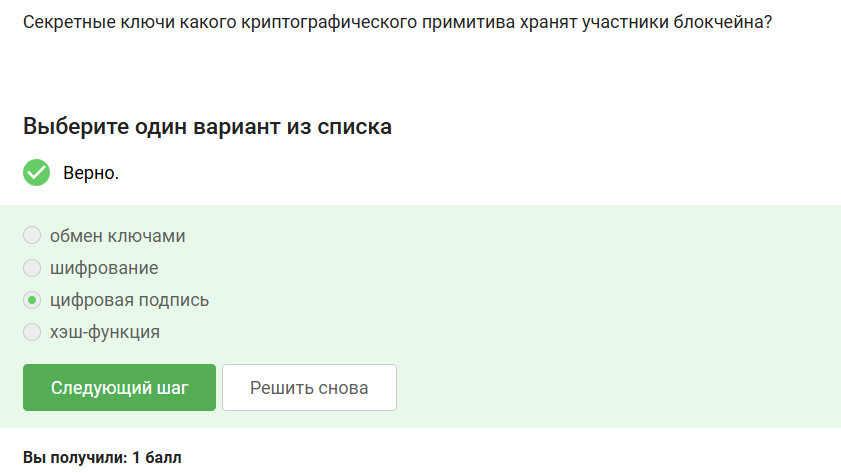 Секретные ключи какого криптографического примитива хранят участники блокчейна?
Выберите один вариант из списка
Верно.
обмен ключами
шифрование
цифровая подпись
хэш-функция
Следующий шаг
Решить снова
Вы получили: 1 балл